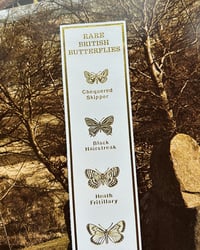 RARE
BRITISH
BUTTERFLIES
Chequered
Skipper
Black
Hairstreak
Heath
Fritillary